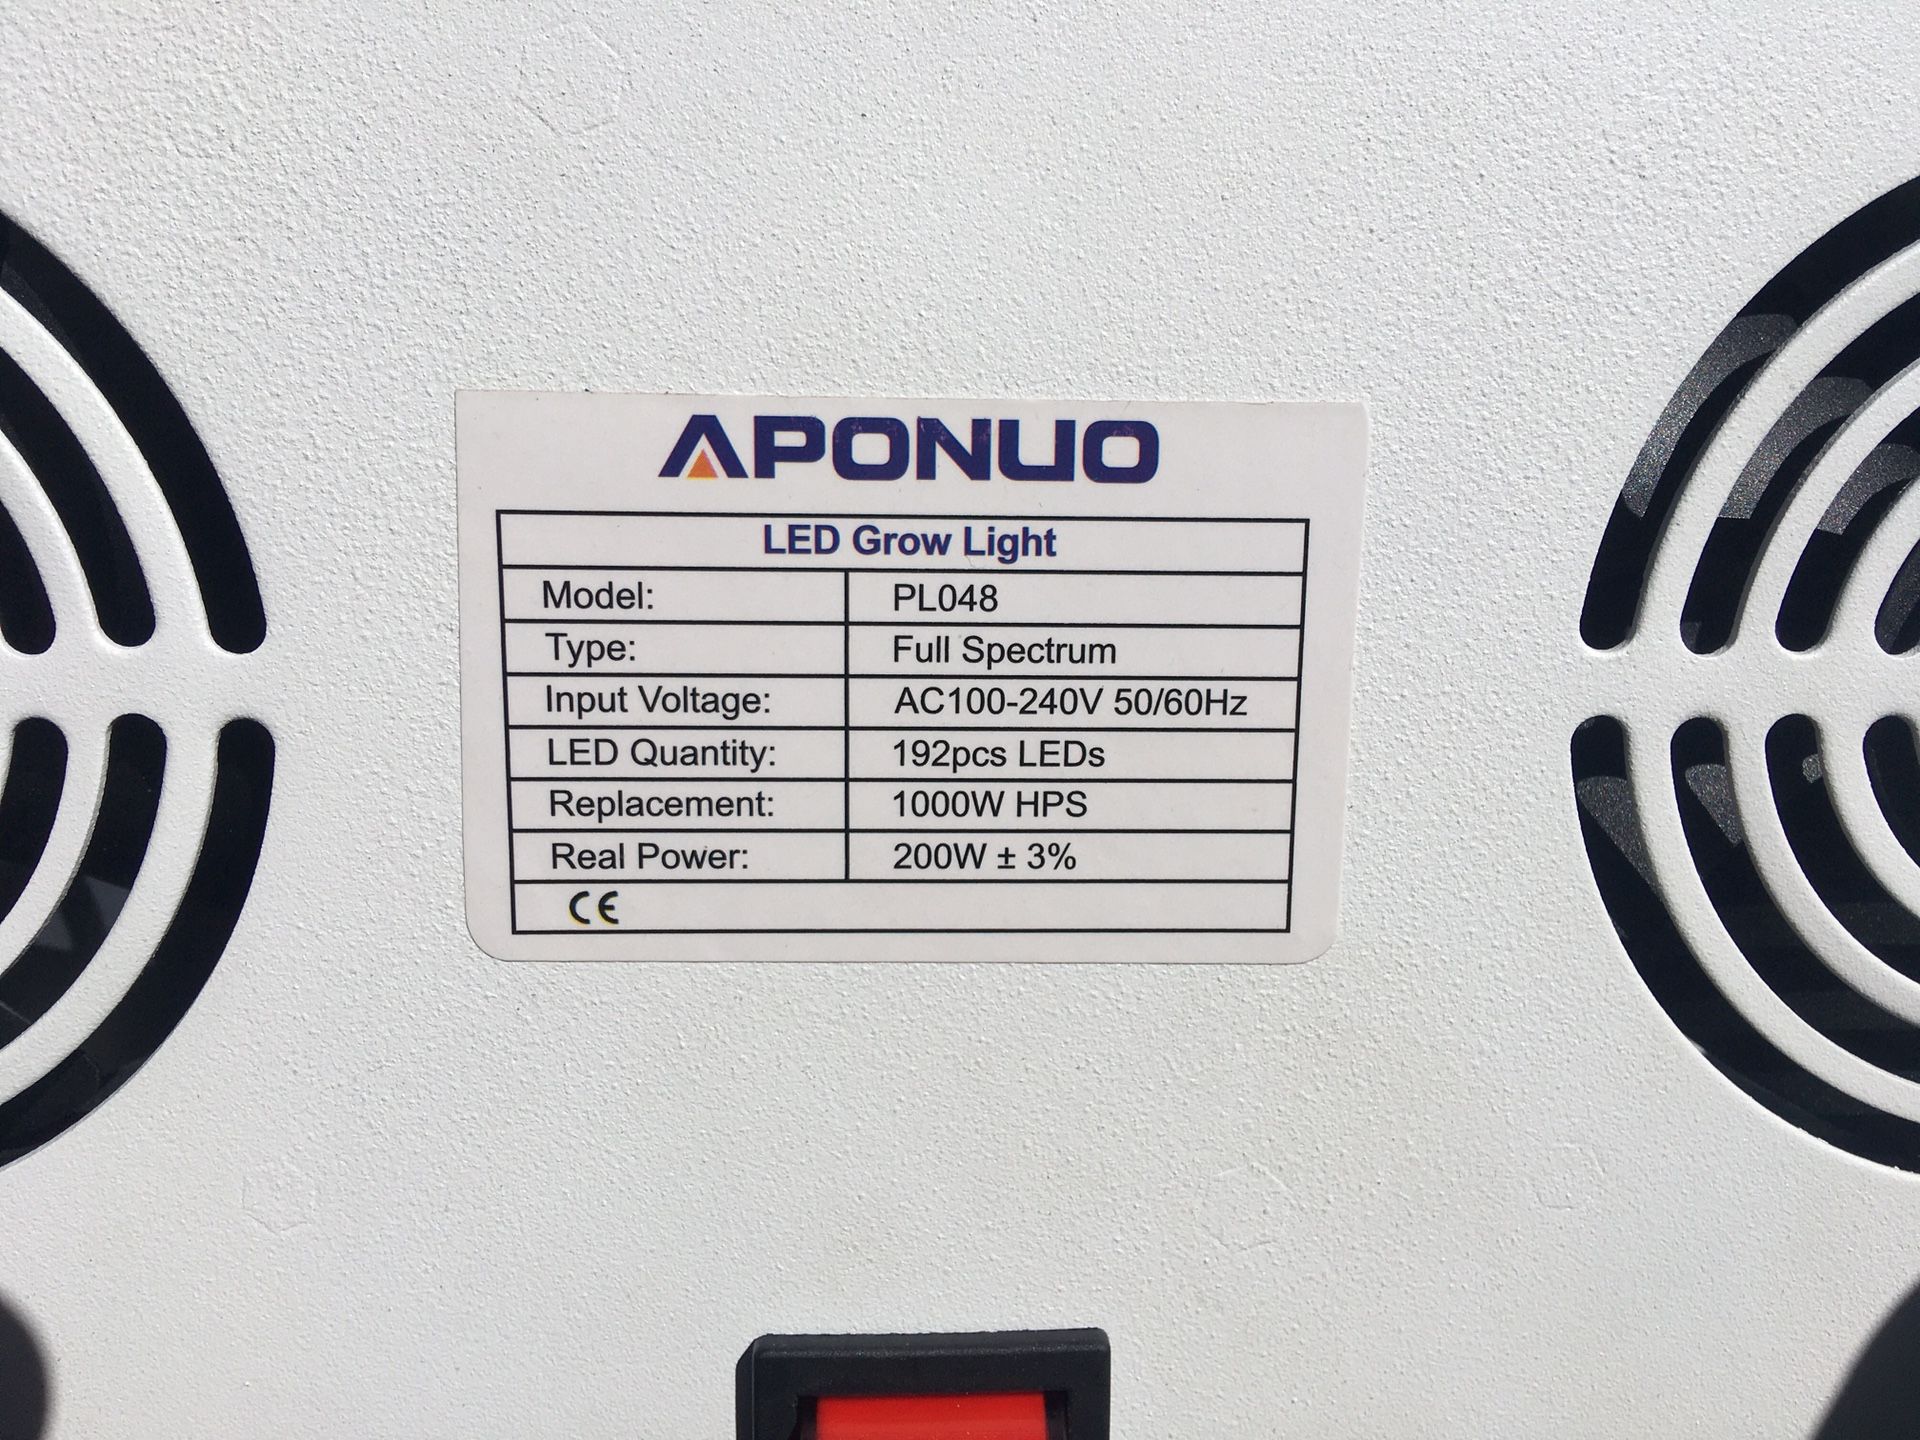 APONUO
LED Grow Light
Model: PL048
Type: Full Spectrum
Input Voltage: AC100-240V 50/60Hz
LED Quantity: 192pcs LEDs
Replacement: 1000W HPS
Real Power: 200W ± 3%
CE